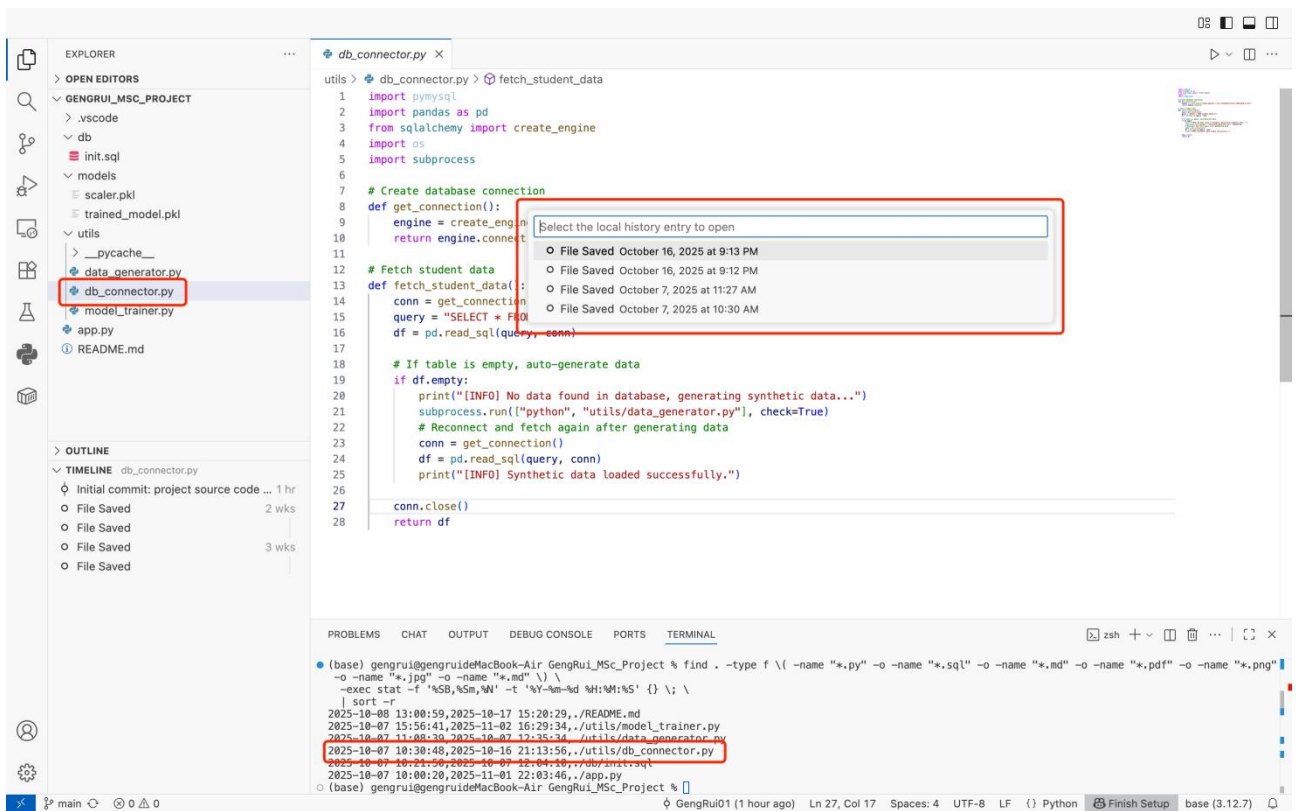 EXPLORER
OPEN EDITORS
GENGRUI_MSC_PROJECT
.vscode
db
init.sql
models
scaler.pkl
trained_model.pkl
utils
__pycache__
data_generator.py
db_connector.py
model_trainer.py
app.py
README.md
OUTLINE
TIMELINE db_connector.py
Initial commit: project source code ... 1 hr
File Saved 2 wks
File Saved
File Saved 3 wks
File Saved
db_connector.py
utils > db_connector.py > fetch_student_data
1 import pymysql
2 import pandas as pd
3 from sqlalchemy import create_engine
4 import os
5 import subprocess
6
7 # Create database connection
8 def get_connection():
9 engine = create_engin
10 return engine.connect
11
12 # Fetch student data
13 def fetch_student_data():
14 conn = get_connection
15 query = "SELECT * FRO
16 df = pd.read_sql(query, conn)
17
18 # If table is empty, auto-generate data
19 if df.empty:
20 print("[INFO] No data found in database, generating synthetic data...")
21 subprocess.run(["python", "utils/data_generator.py"], check=True)
22 # Reconnect and fetch again after generating data
23 conn = get_connection()
24 df = pd.read_sql(query, conn)
25 print("[INFO] Synthetic data loaded successfully.")
26
27 conn.close()
28 return df
Select the local history entry to open
File Saved October 16, 2025 at 9:13 PM
File Saved October 16, 2025 at 9:12 PM
File Saved October 7, 2025 at 11:27 AM
File Saved October 7, 2025 at 10:30 AM
PROBLEMS CHAT OUTPUT DEBUG CONSOLE PORTS TERMINAL
zsh
(base) gengrui@gengruideMacBook-Air GengRui_MSc_Project % find . -type f \( -name "*.py" -o -name "*.sql" -o -name "*.md" -o -name "*.pdf" -o -name "*.png"
-o -name "*.jpg" -o -name "*.md" \) \
-exec stat -f '%SB,%Sm,%N' -t '%Y-%m-%d %H:%M:%S' {} \; \
| sort -r
2025-10-08 13:00:59,2025-10-17 15:20:29,./README.md
2025-10-07 15:56:41,2025-11-02 16:29:34,./utils/model_trainer.py
2025-10-07 11:08:39,2025-10-07 12:35:34,./utils/data_generator.py
2025-10-07 10:30:48,2025-10-16 21:13:56,./utils/db_connector.py
2025-10-07 10:21:50,2025-10-07 12:04:10,./db/init.sql
2025-10-07 10:00:20,2025-11-01 22:03:46,./app.py
(base) gengrui@gengruideMacBook-Air GengRui_MSc_Project %
main 0 0 GengRui01 (1 hour ago) Ln 27, Col 17 Spaces: 4 UTF-8 LF {} Python Finish Setup base (3.12.7)